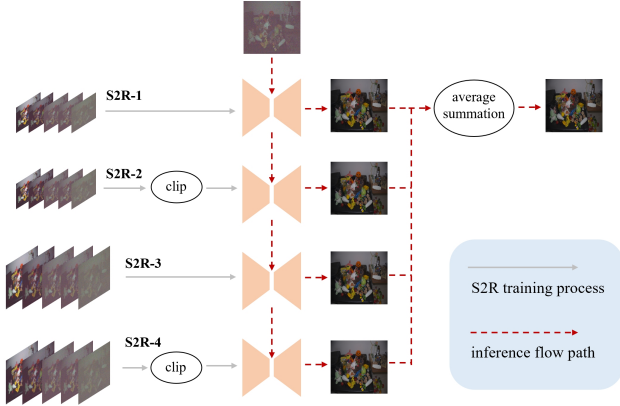 S2R-1
average
summation
S2R-2
clip
S2R-3
S2R training process
S2R-4
clip
inference flow path